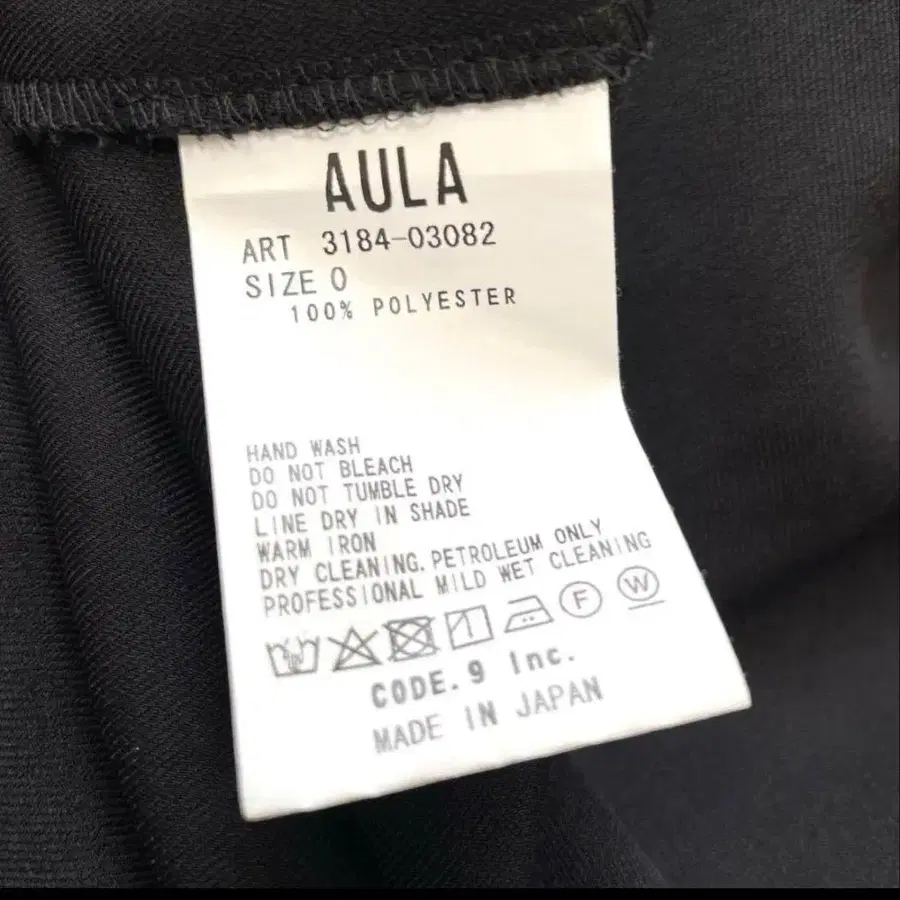 AULA
ART 3184-03082
SIZE 0
100% POLYESTER
HAND WASH
DO NOT BLEACH
DO NOT TUMBLE DRY
LINE DRY IN SHADE
WARM IRON
DRY CLEANING.PETROLEUM ONLY
PROFESSIONAL MILD WET CLEANING
F W
CODE.9 Inc.
MADE IN JAPAN